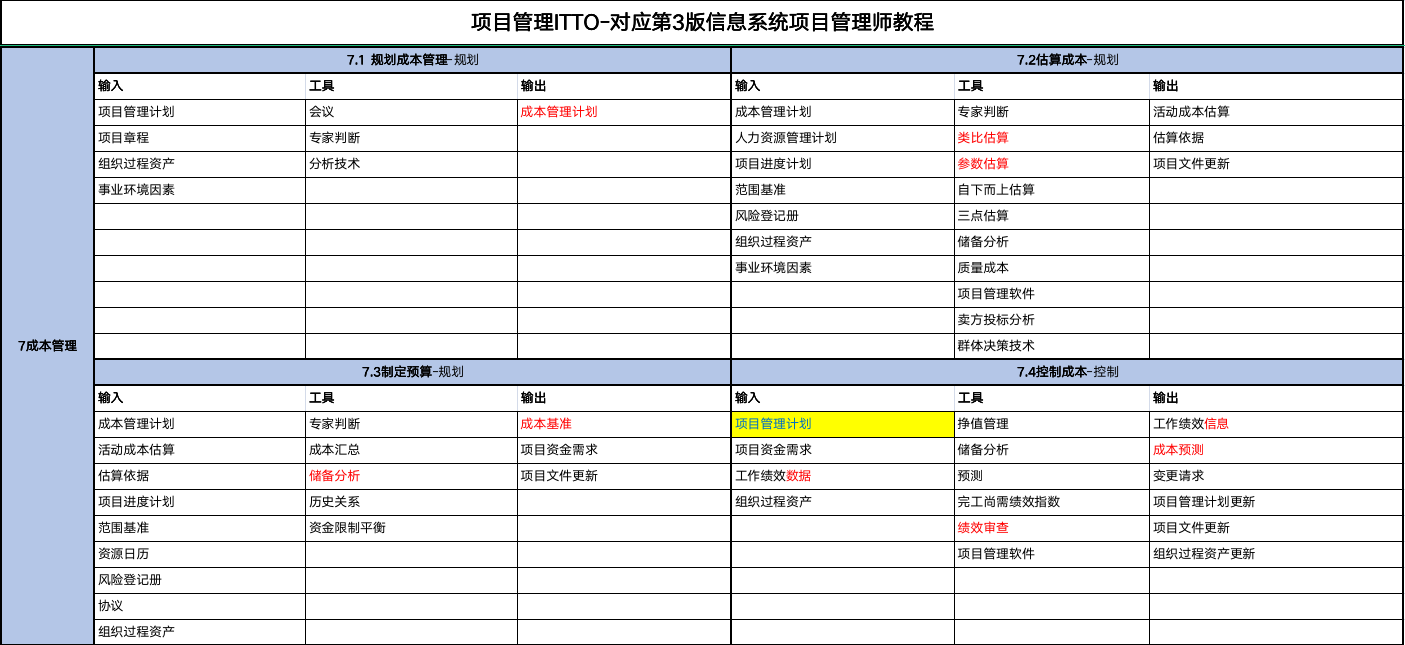 项目管理ITTO-对应第3版信息系统项目管理师教程
7成本管理
7.1 规划成本管理-规划 7.2估算成本-规划
输入 工具 输出 输入 工具 输出
项目管理计划 会议 成本管理计划 成本管理计划 专家判断 活动成本估算
项目章程 专家判断 人力资源管理计划 类比估算 估算依据
组织过程资产 分析技术 项目进度计划 参数估算 项目文件更新
事业环境因素 范围基准 自下而上估算
风险登记册 三点估算
组织过程资产 储备分析
事业环境因素 质量成本
项目管理软件
卖方投标分析
群体决策技术
7.3制定预算-规划 7.4控制成本-控制
输入 工具 输出 输入 工具 输出
成本管理计划 专家判断 成本基准 项目管理计划 挣值管理 工作绩效信息
活动成本估算 成本汇总 项目资金需求 项目资金需求 储备分析 成本预测
估算依据 储备分析 项目文件更新 工作绩效数据 预测 变更请求
项目进度计划 历史关系 组织过程资产 完工尚需绩效指数 项目管理计划更新
范围基准 资金限制平衡 绩效审查 项目文件更新
资源日历 项目管理软件 组织过程资产更新
风险登记册
协议
组织过程资产